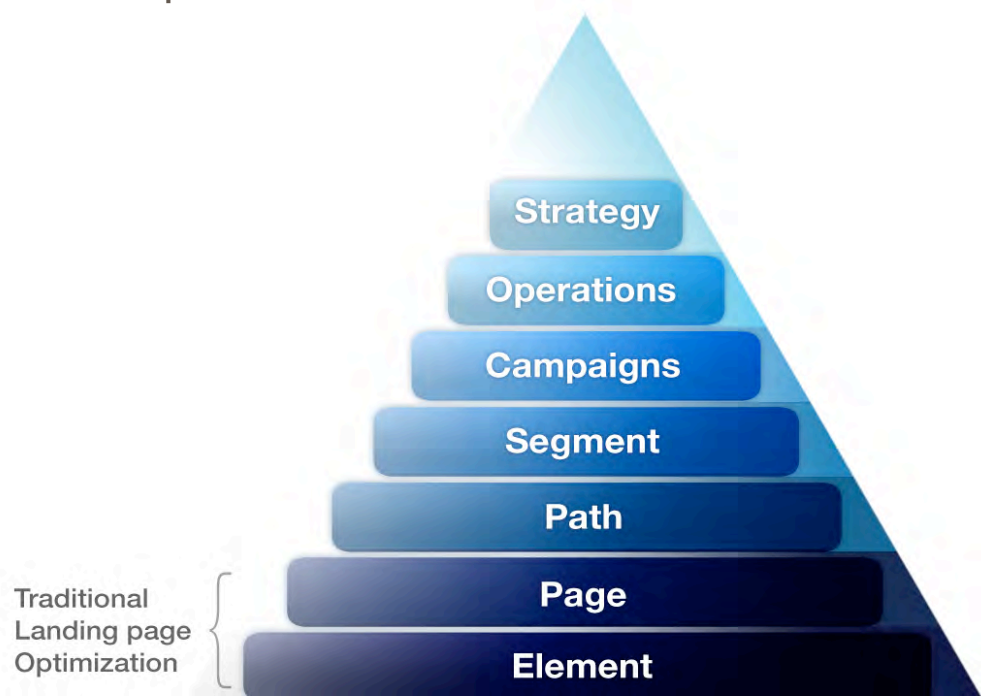 Strategy
Operations
Campaigns
Segment
Path
Page
Element
Traditional
Landing page
Optimization